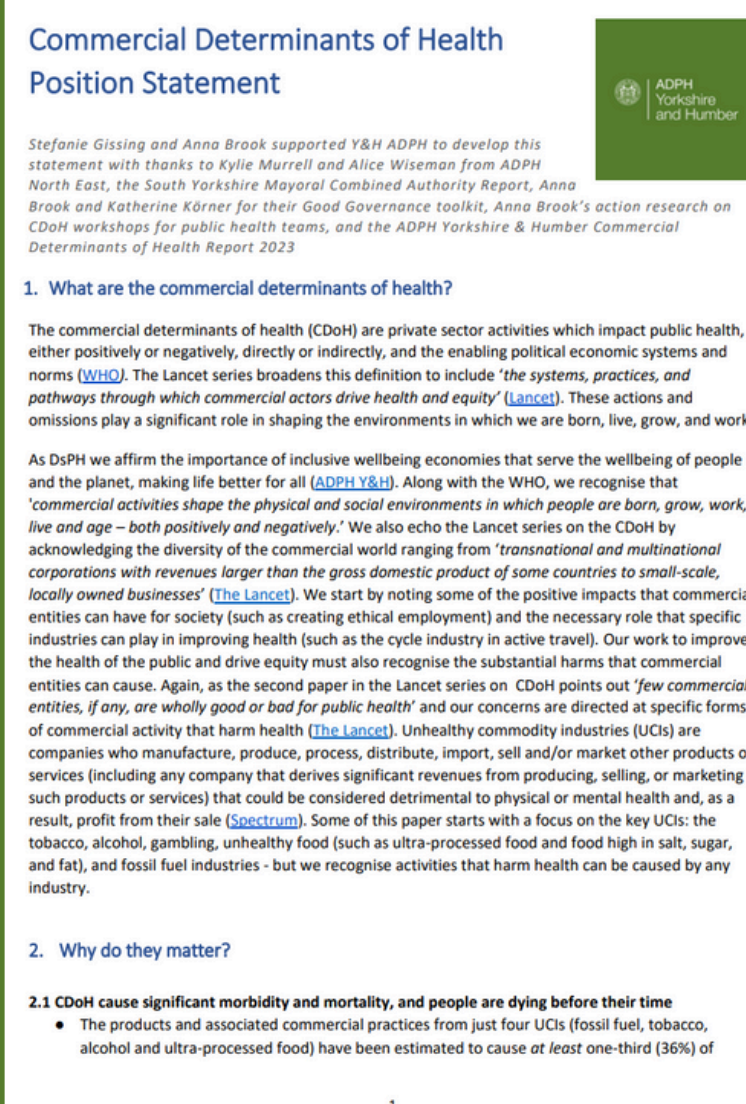 Commercial Determinants of Health
Position Statement
ADPH
Yorkshire
and Humber
Stefanie Gissing and Anna Brook supported Y&H ADPH to develop this
statement with thanks to Kylie Murrell and Alice Wiseman from ADPH
North East, the South Yorkshire Mayoral Combined Authority Report, Anna
Brook and Katherine Körner for their Good Governance toolkit, Anna Brook's action research on
CDoH workshops for public health teams, and the ADPH Yorkshire & Humber Commercial
Determinants of Health Report 2023
1. What are the commercial determinants of health?
The commercial determinants of health (CDoH) are private sector activities which impact public health,
either positively or negatively, directly or indirectly, and the enabling political economic systems and
norms (WHO). The Lancet series broadens this definition to include 'the systems, practices, and
pathways through which commercial actors drive health and equity' (Lancet). These actions and
omissions play a significant role in shaping the environments in which we are born, live, grow, and work
As DsPH we affirm the importance of inclusive wellbeing economies that serve the wellbeing of people
and the planet, making life better for all (ADPH Y&H). Along with the WHO, we recognise that
'commercial activities shape the physical and social environments in which people are born, grow, work,
live and age – both positively and negatively.' We also echo the Lancet series on the CDoH by
acknowledging the diversity of the commercial world ranging from 'transnational and multinational
corporations with revenues larger than the gross domestic product of some countries to small-scale,
locally owned businesses' (The Lancet). We start by noting some of the positive impacts that commercia
entities can have for society (such as creating ethical employment) and the necessary role that specific
industries can play in improving health (such as the cycle industry in active travel). Our work to improve
the health of the public and drive equity must also recognise the substantial harms that commercial
entities can cause. Again, as the second paper in the Lancet series on CDoH points out 'few commercial
entities, if any, are wholly good or bad for public health' and our concerns are directed at specific forms
of commercial activity that harm health (The Lancet). Unhealthy commodity industries (UCIs) are
companies who manufacture, produce, process, distribute, import, sell and/or market other products o
services (including any company that derives significant revenues from producing, selling, or marketing
such products or services) that could be considered detrimental to physical or mental health and, as a
result, profit from their sale (Spectrum). Some of this paper starts with a focus on the key UCIs: the
tobacco, alcohol, gambling, unhealthy food (such as ultra-processed food and food high in salt, sugar,
and fat), and fossil fuel industries - but we recognise activities that harm health can be caused by any
industry.
2. Why do they matter?
2.1 CDoH cause significant morbidity and mortality, and people are dying before their time
● The products and associated commercial practices from just four UCIs (fossil fuel, tobacco,
alcohol and ultra-processed food) have been estimated to cause at least one-third (36%) of